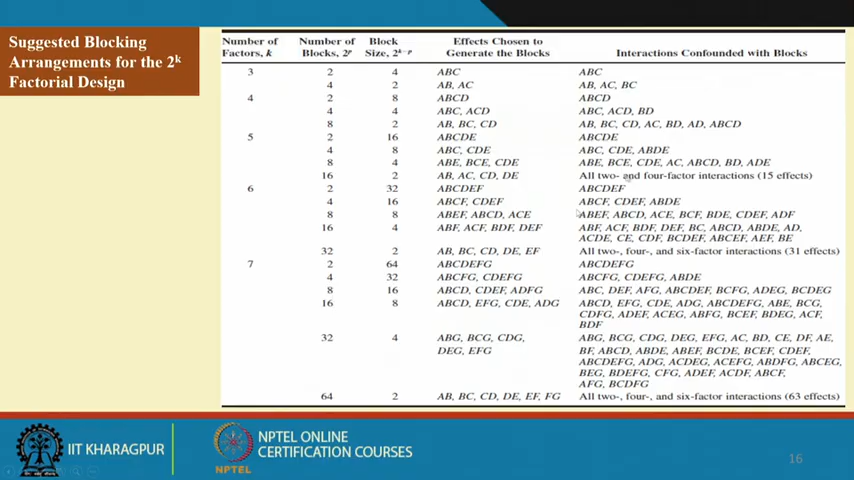 Suggested Blocking
Arrangements for the 2k
Factorial Design
Number of Factors, k Number of Blocks, 2p Block Size, 2k–p Effects Chosen to Generate the Blocks Interactions Confounded with Blocks
3 2 4 ABC ABC
4 2 AB, AC AB, AC, BC
4 2 8 ABCD ABCD
4 4 ABC, ACD ABC, ACD, BD
8 2 AB, BC, CD AB, BC, CD, AC, BD, AD, ABCD
5 2 16 ABCDE ABCDE
4 8 ABC, CDE ABC, CDE, ABDE
8 4 ABE, BCE, CDE ABE, BCE, CDE, AC, ABCD, BD, ADE
16 2 AB, AC, CD, DE All two- and four-factor interactions (15 effects)
6 2 32 ABCDEF ABCDEF
4 16 ABCF, CDEF ABCF, CDEF, ABDE
8 8 ABEF, ABCD, ACE ABEF, ABCD, ACE, BCF, BDE, CDEF, ADF
16 4 ABF, ACF, BDF, DEF ABF, ACF, BDF, DEF, BC, ABCD, ABDE, AD,
ACDE, CE, CDF, BCDEF, ABCEF, AEF, BE
32 2 AB, BC, CD, DE, EF All two-, four-, and six-factor interactions (31 effects)
7 2 64 ABCDEFG ABCDEFG
4 32 ABCFG, CDEFG ABCFG, CDEFG, ABDE
8 16 ABCD, CDEF, ADFG ABC, DEF, AFG, ABCDEF, BCFG, ADEG, BCDEG
16 8 ABCD, EFG, CDE, ADG ABCD, EFG, CDE, ADG, ABCDEFG, ABE, BCG,
CDFG, ADEF, ACEG, ABFG, BCEF, BDEG, ACF,
BDF
32 4 ABG, BCG, CDG, ABG, BCG, CDG, DEG, EFG, AC, BD, CE, DF, AE,
DEG, EFG BF, ABCD, ABDE, ABEF, BCDE, BCEF, CDEF,
ABCDEFG, ADG, ACDEG, ACEFG, ABDFG, ABCEG,
BEG, BDEFG, CFG, ADEF, ACDF, ABCF,
AFG, BCDFG
64 2 AB, BC, CD, DE, EF, FG All two-, four-, and six-factor interactions (63 effects)
IIT KHARAGPUR
NPTEL
NPTEL ONLINE
CERTIFICATION COURSES
16